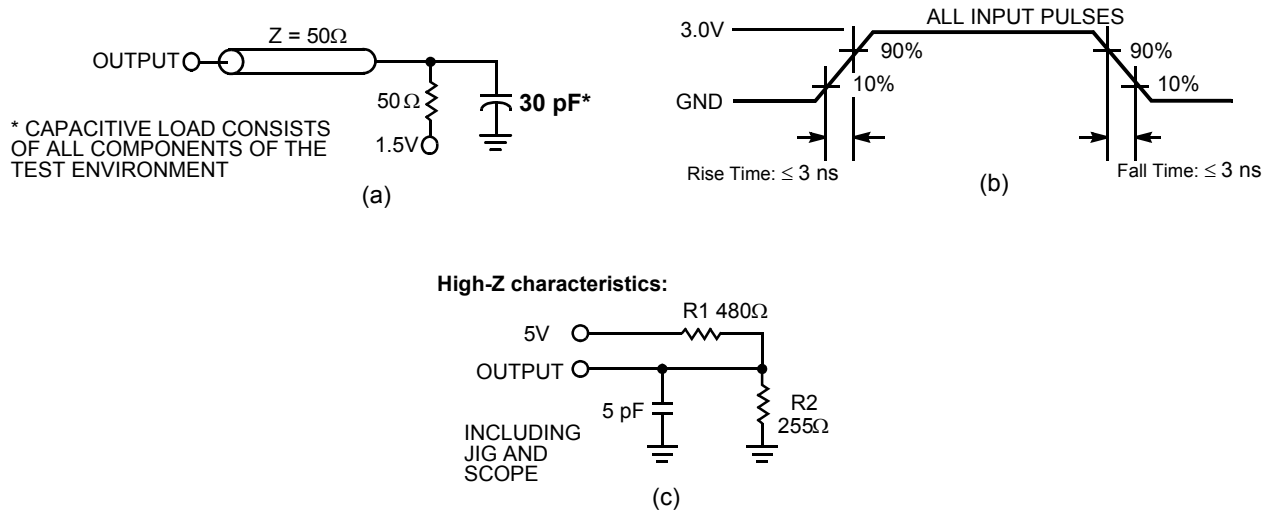 Z = 50Ω
OUTPUT
50Ω
30 pF*
1.5V
* CAPACITIVE LOAD CONSISTS
OF ALL COMPONENTS OF THE
TEST ENVIRONMENT
(a)
ALL INPUT PULSES
3.0V
90%
90%
10%
10%
GND
Rise Time: ≤ 3 ns
Fall Time: ≤ 3 ns
(b)
High-Z characteristics:
R1 480Ω
5V
OUTPUT
5 pF
R2
255Ω
INCLUDING
JIG AND
SCOPE
(c)